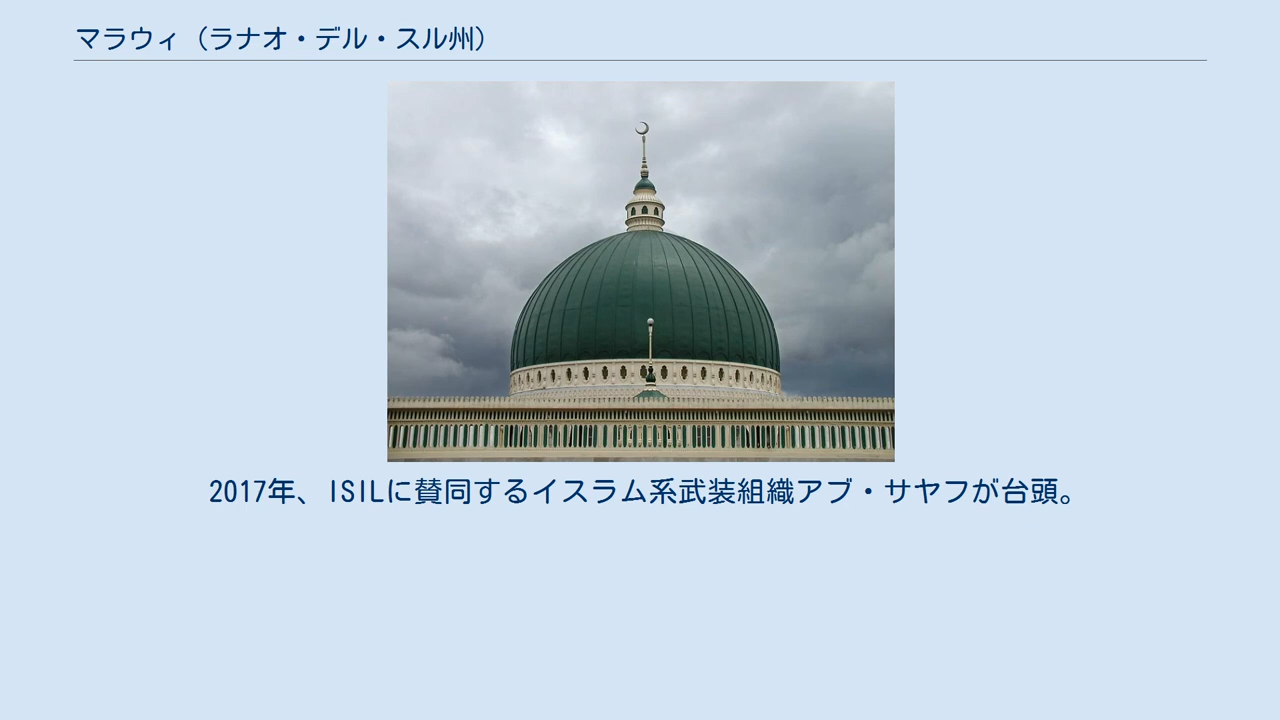 マラウィ（ラナオ・デル・スル州）
2017年、ISILに賛同するイスラム系武装組織アブ・サヤフが台頭。